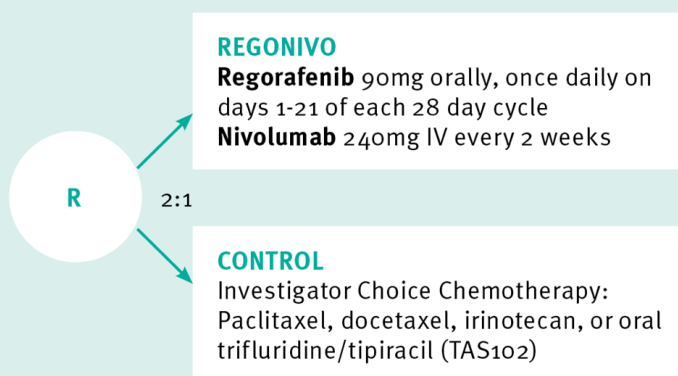 REGONIVO
Regorafenib 90mg orally, once daily on
days 1-21 of each 28 day cycle
Nivolumab 240mg IV every 2 weeks
R
2:1
CONTROL
Investigator Choice Chemotherapy:
Paclitaxel, docetaxel, irinotecan, or oral
trifluridine/tipiracil (TAS102)